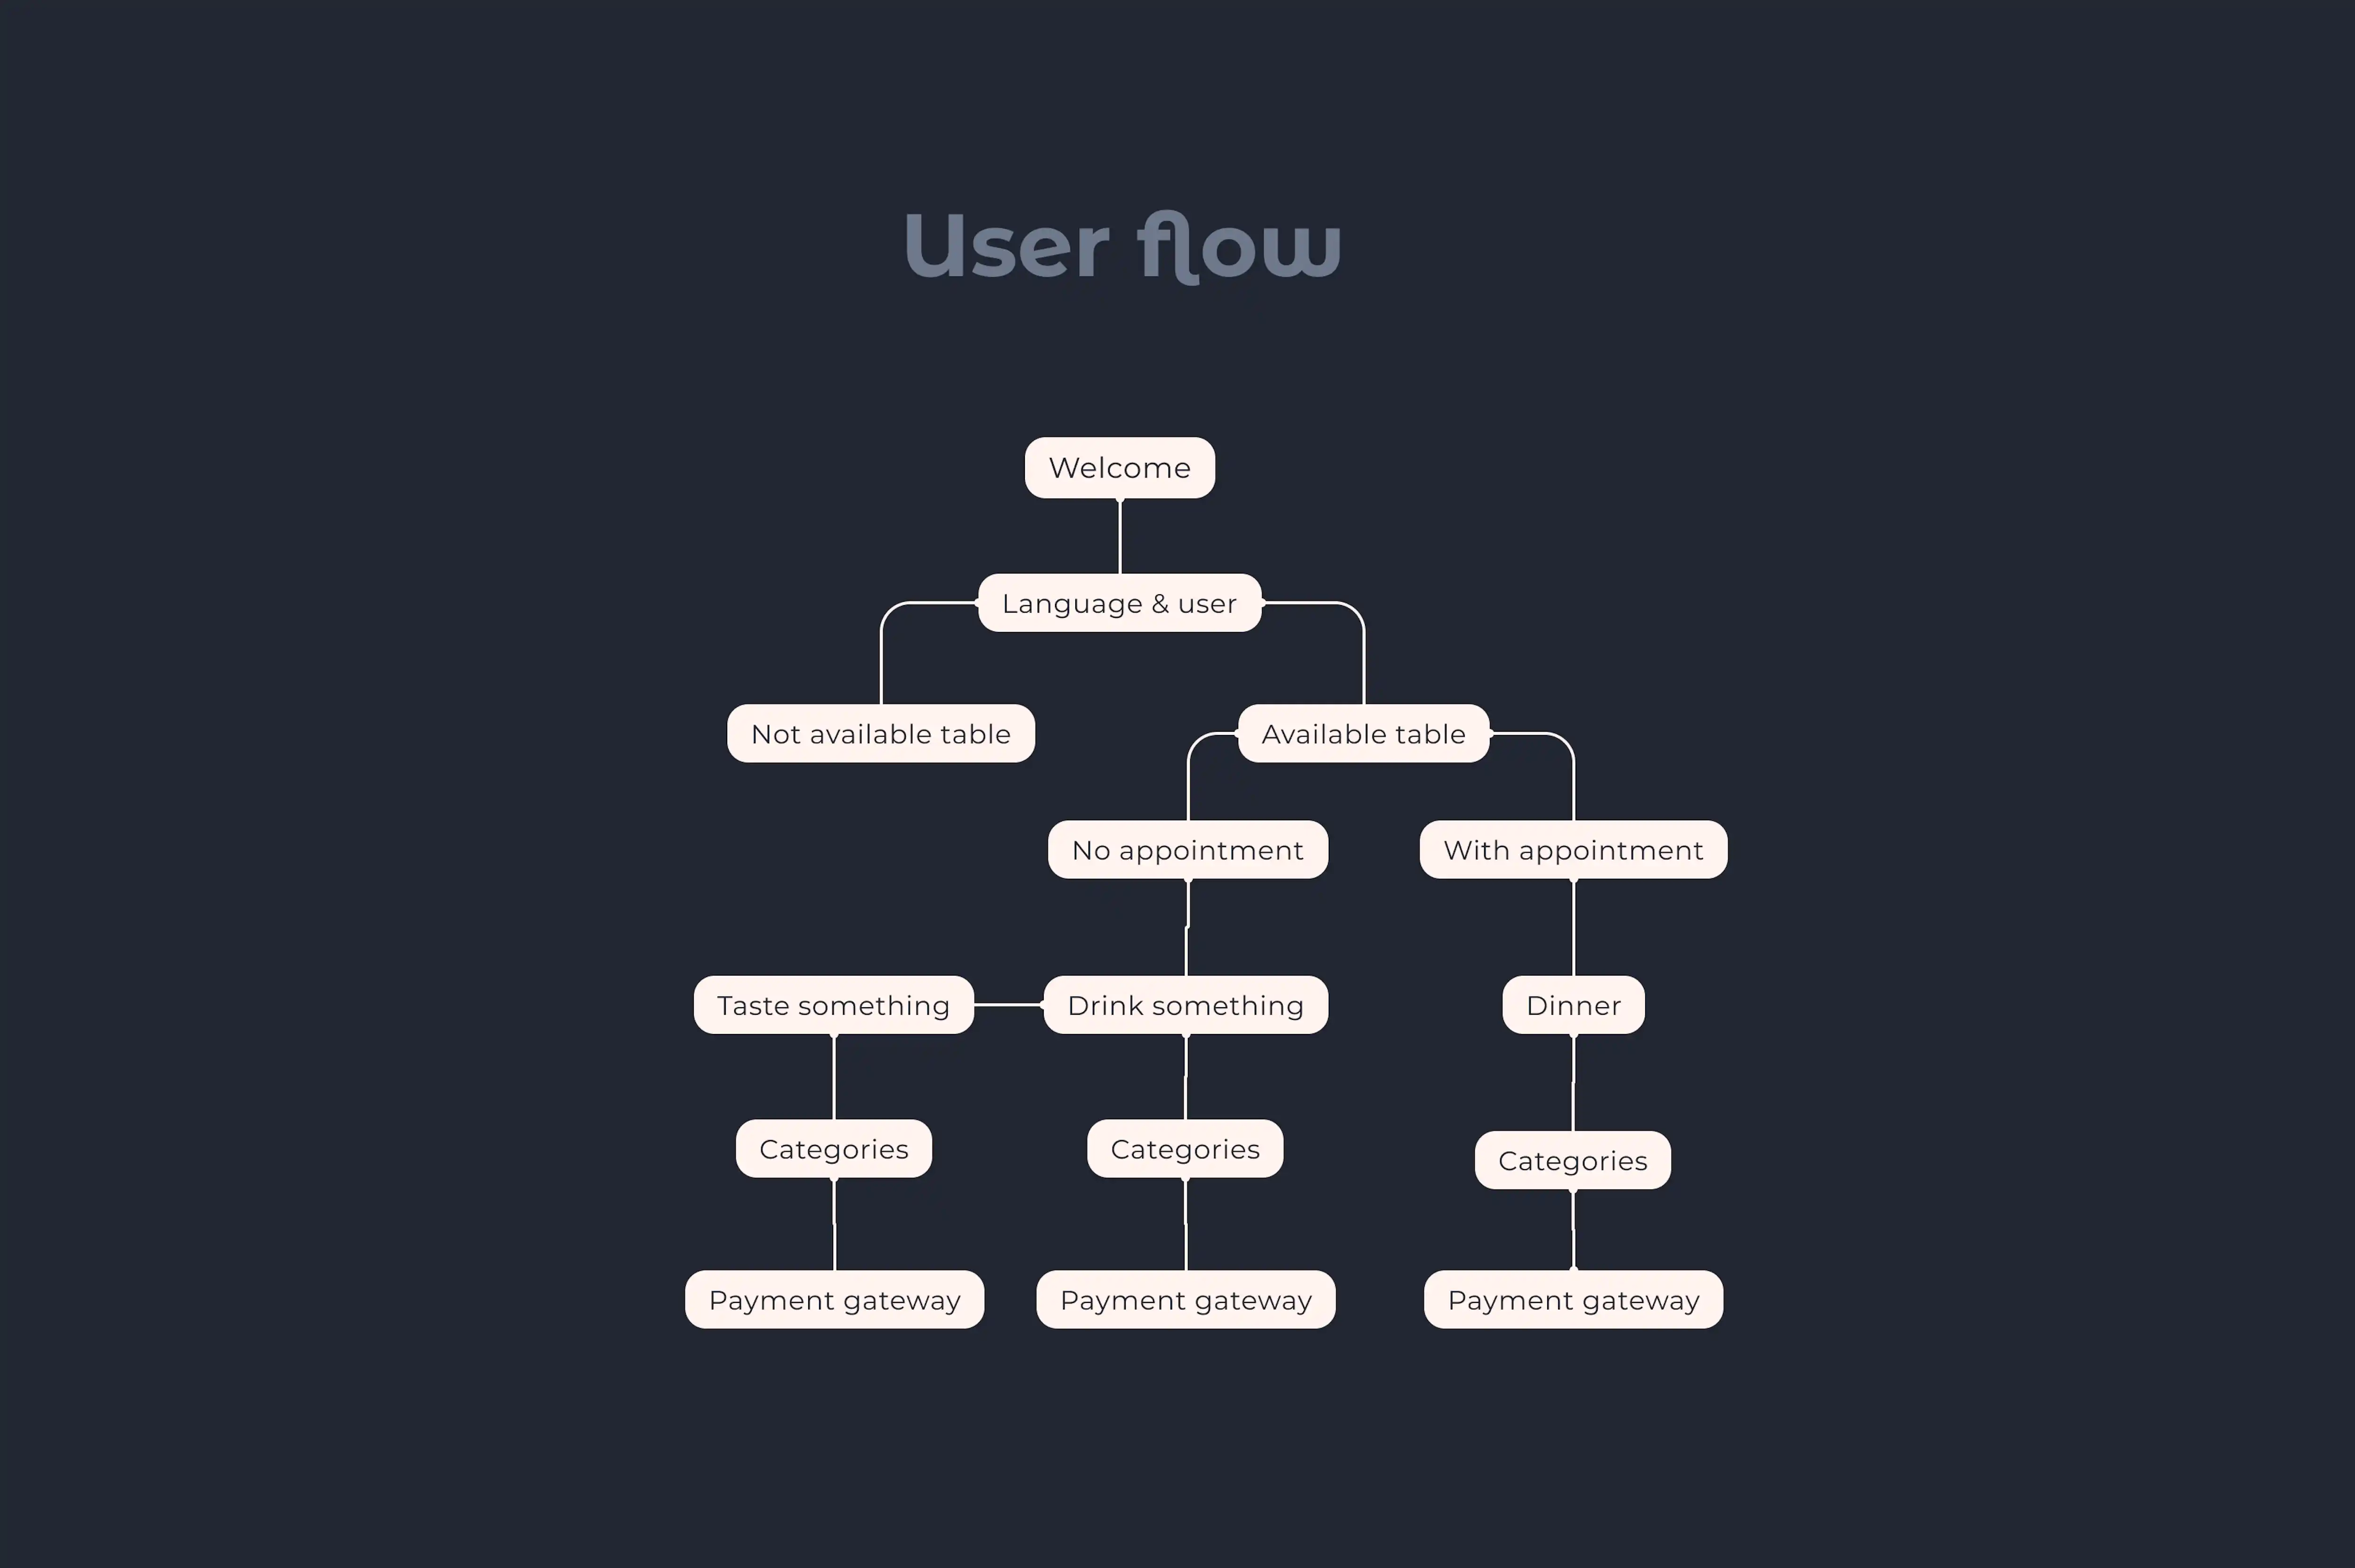 User flow
Welcome
Language & user
Not available table
Available table
No appointment
With appointment
Taste something
Drink something
Dinner
Categories
Categories
Categories
Payment gateway
Payment gateway
Payment gateway